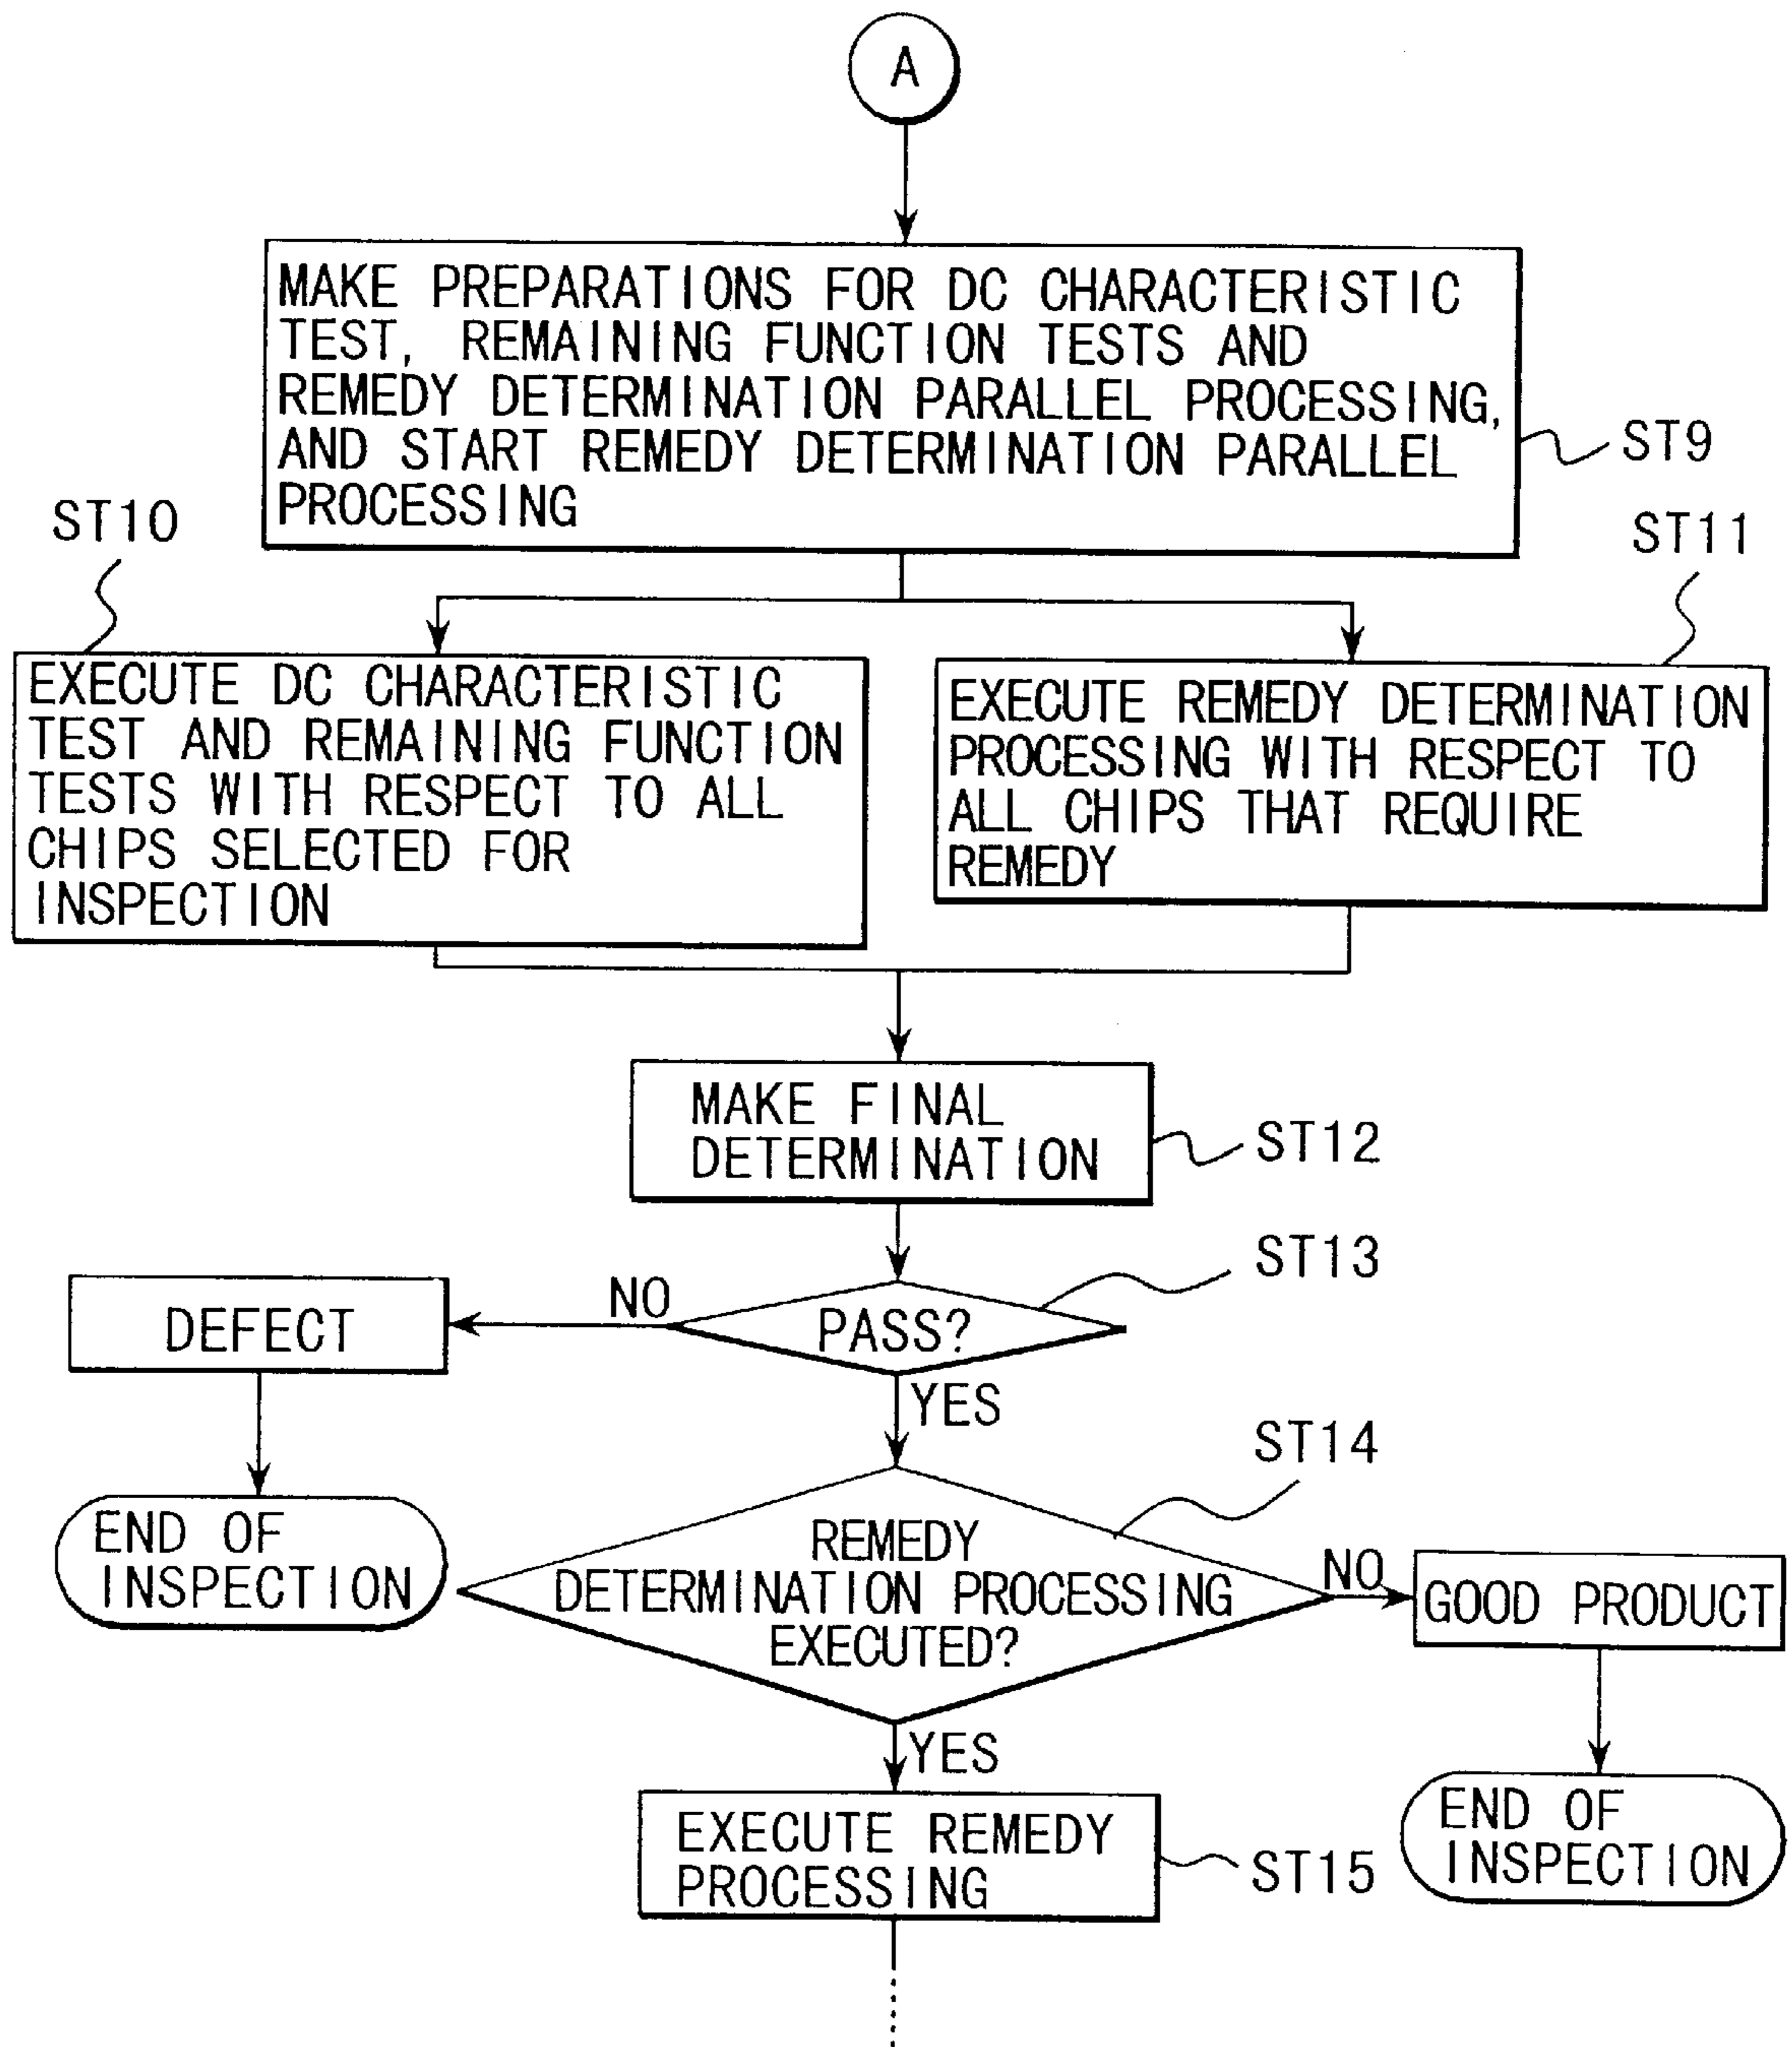 A
MAKE PREPARATIONS FOR DC CHARACTERISTIC
TEST, REMAINING FUNCTION TESTS AND
REMEDY DETERMINATION PARALLEL PROCESSING,
AND START REMEDY DETERMINATION PARALLEL
PROCESSING
ST9
ST10
ST11
EXECUTE DC CHARACTERISTIC
TEST AND REMAINING FUNCTION
TESTS WITH RESPECT TO ALL
CHIPS SELECTED FOR
INSPECTION
EXECUTE REMEDY DETERMINATION
PROCESSING WITH RESPECT TO
ALL CHIPS THAT REQUIRE
REMEDY
MAKE FINAL
DETERMINATION
ST12
ST13
PASS?
NO
DEFECT
YES
END OF
INSPECTION
ST14
REMEDY
DETERMINATION PROCESSING
EXECUTED?
NO
GOOD PRODUCT
YES
END OF
INSPECTION
EXECUTE REMEDY
PROCESSING
ST15